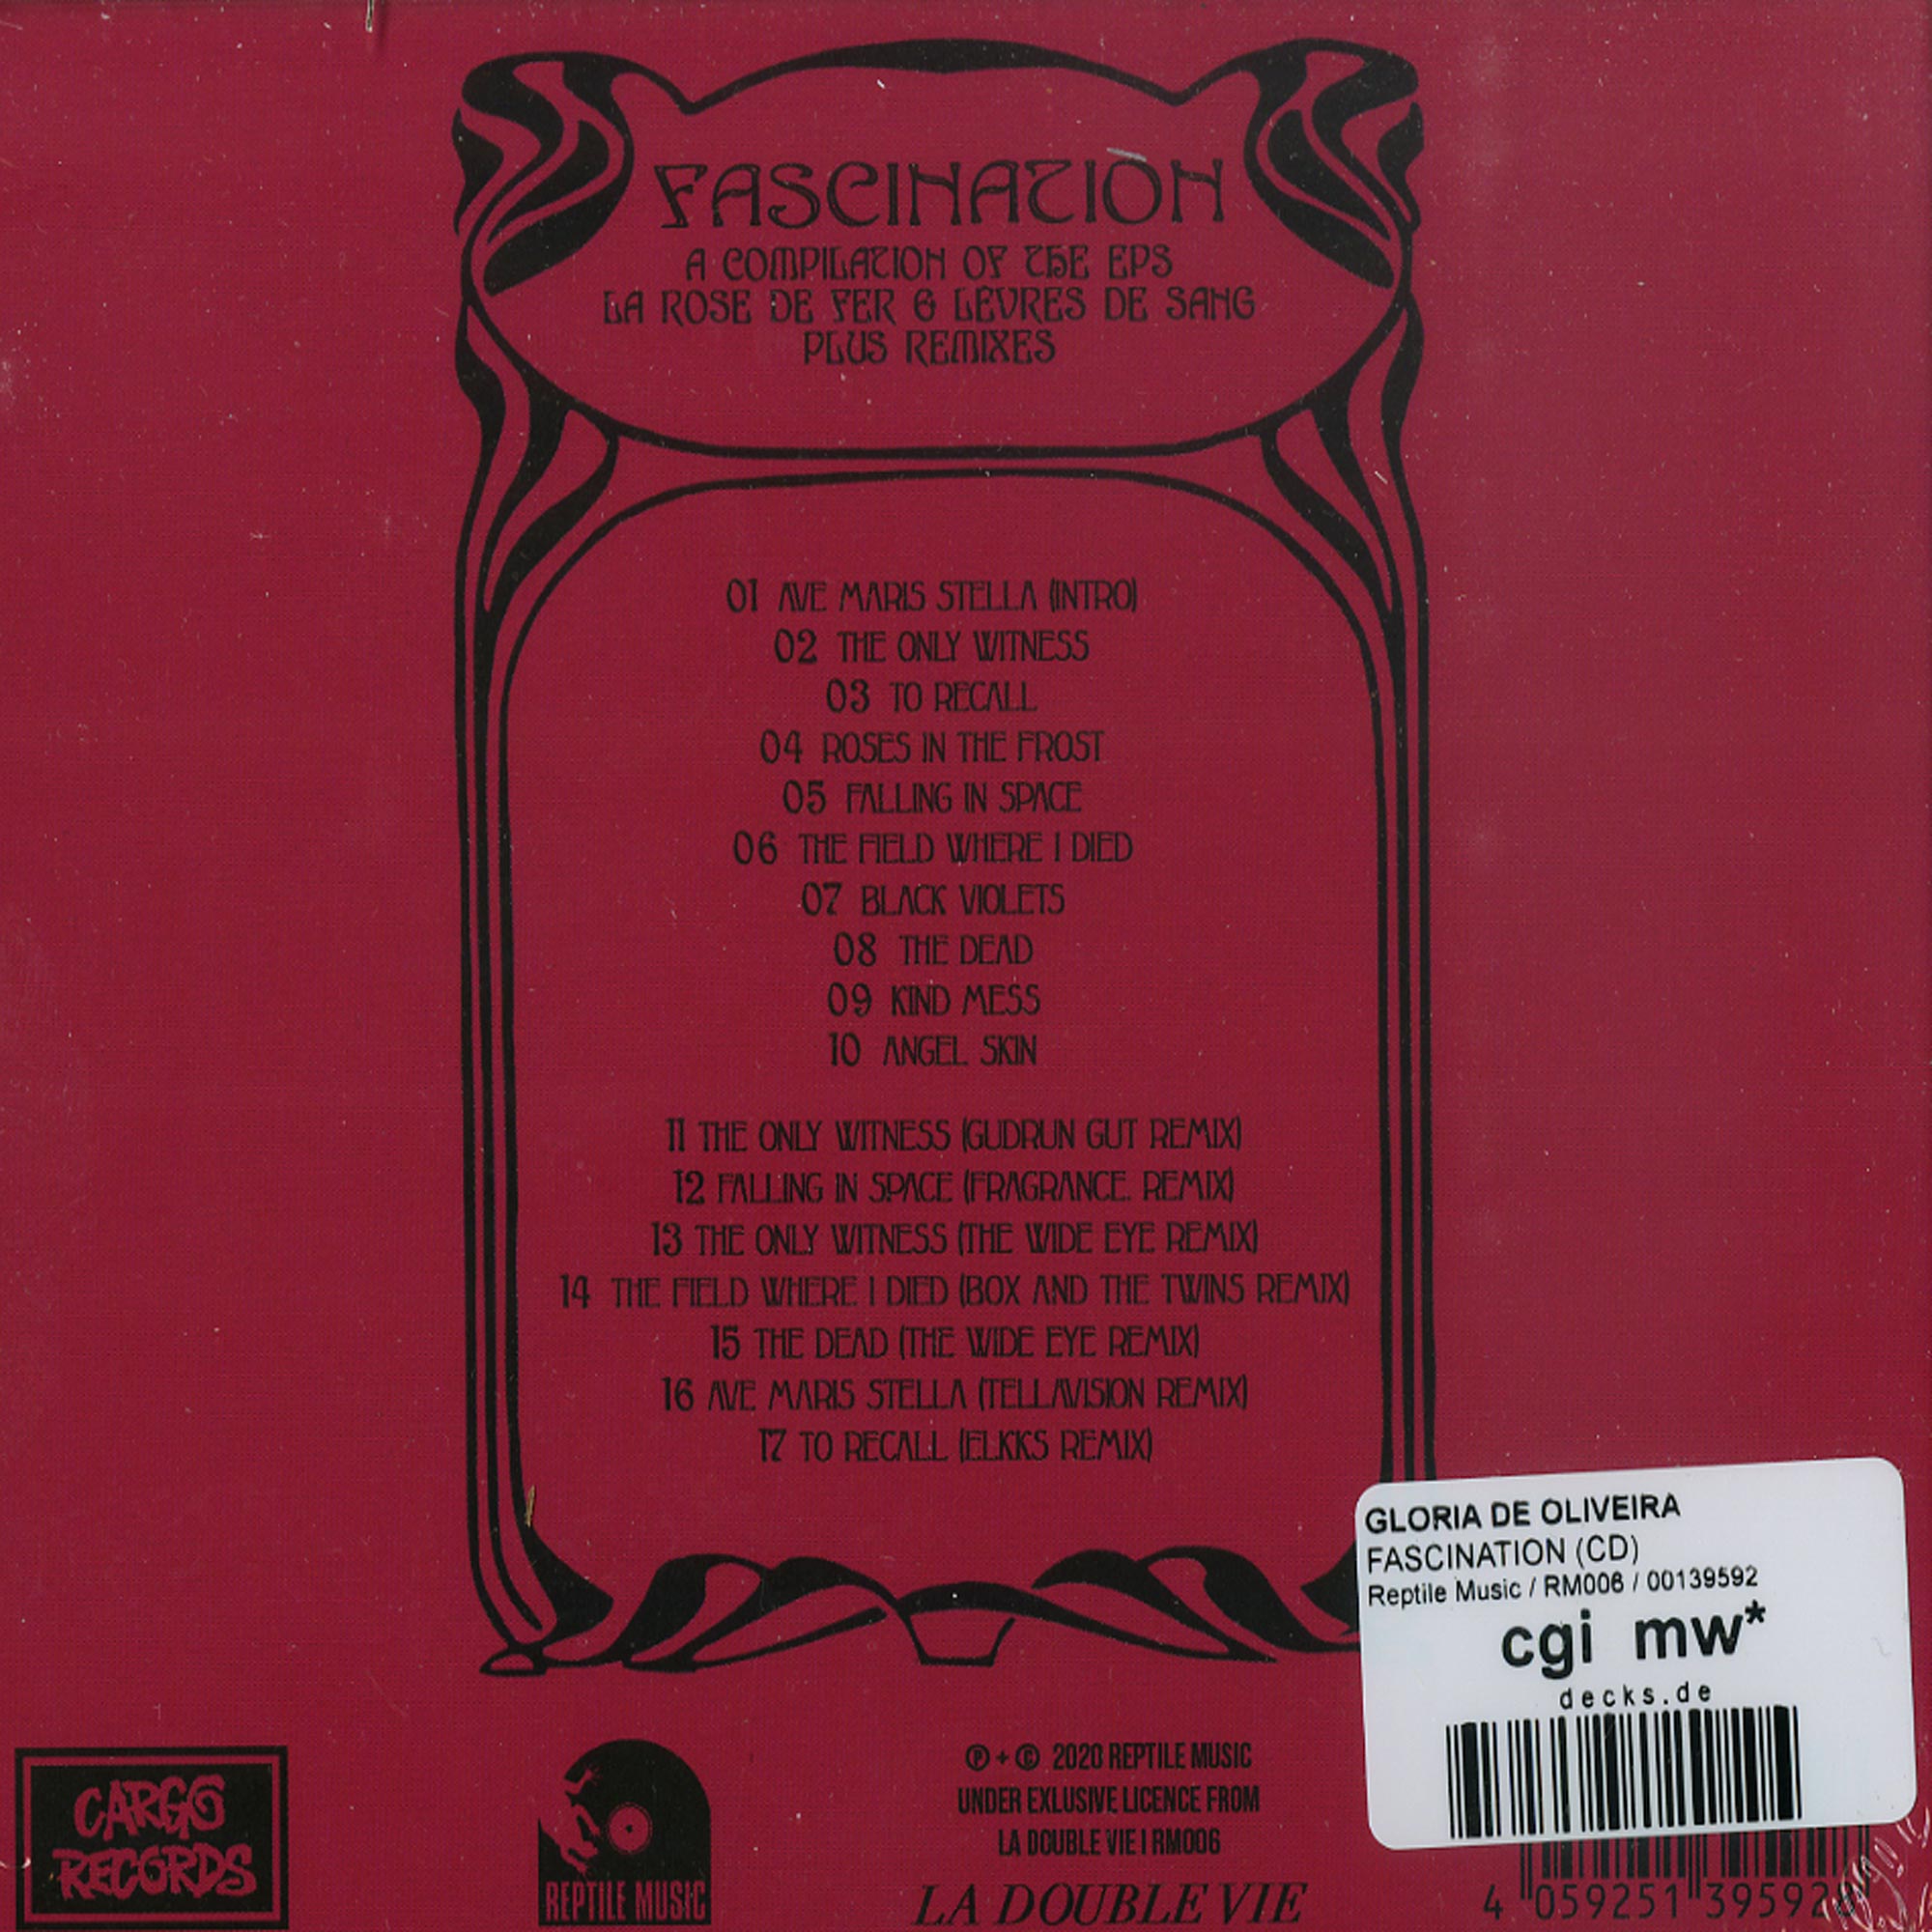 FASCINATION
A COMPILATION OF THE EPS
LA ROSE DE FER & LÈVRES DE SANG
PLUS REMIXES
01 AVE MARIS STELLA (INTRO)
02 THE ONLY WITNESS
03 TO RECALL
04 ROSES IN THE FROST
05 FALLING IN SPACE
06 THE FIELD WHERE I DIED
07 BLACK VIOLETS
08 THE DEAD
09 KIND MESS
10 ANGEL SKIN
11 THE ONLY WITNESS (GUDRUN GUT REMIX)
12 FALLING IN SPACE (FRAGRANCE. REMIX)
13 THE ONLY WITNESS (THE WIDE EYE REMIX)
14 THE FIELD WHERE I DIED (BOX AND THE TWINS REMIX)
15 THE DEAD (THE WIDE EYE REMIX)
16 AVE MARIS STELLA (TELLAVISION REMIX)
17 TO RECALL (ELKKS REMIX)
GLORIA DE OLIVEIRA
FASCINATION (CD)
Reptile Music / RM006 / 00139592
cgi mw*
decks.de
CARGO
RECORDS
REPTILE MUSIC
℗ + © 2020 REPTILE MUSIC
UNDER EXLUSIVE LICENCE FROM
LA DOUBLE VIE | RM006
LA DOUBLE VIE
4 059251 395928